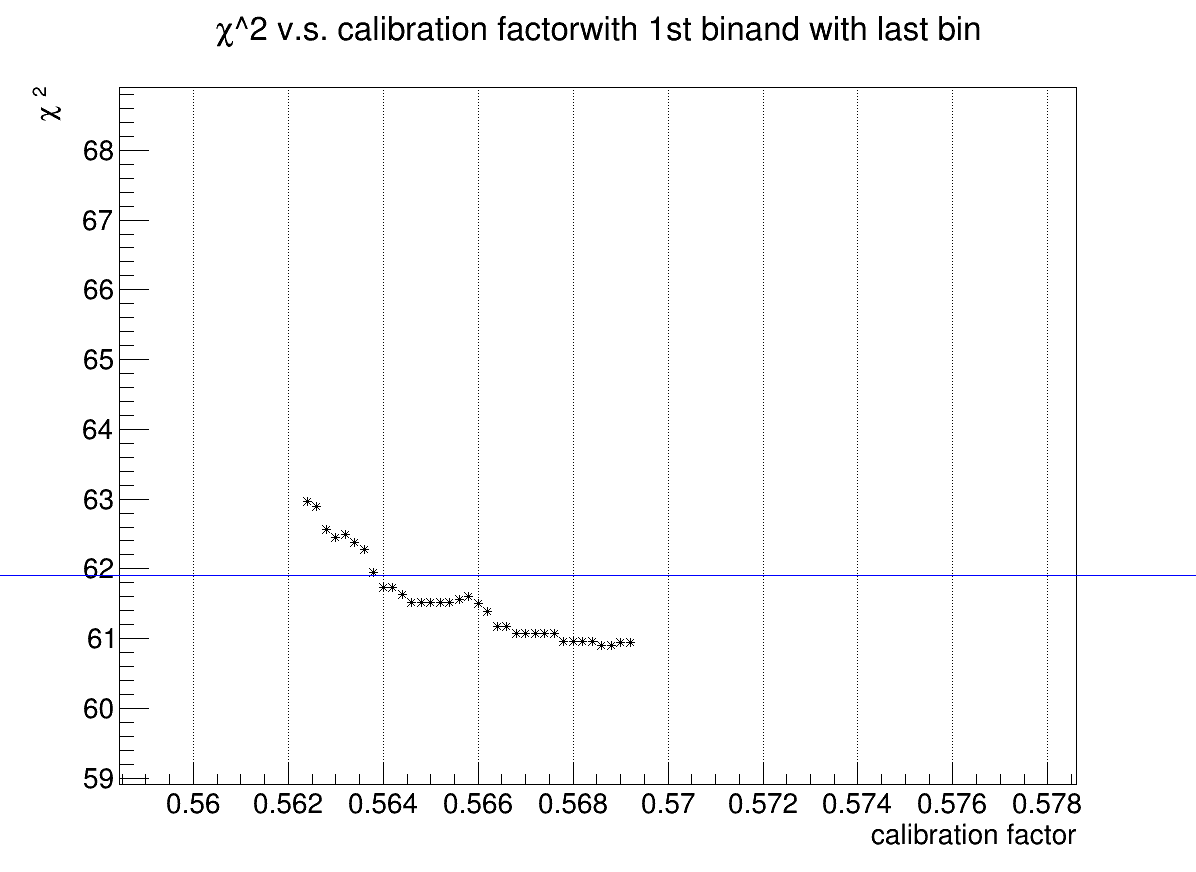 χ^2 v.s. calibration factorwith 1st binand with last bin
χ 2
68
67
66
65
64
63
62
61
60
59
0.56 0.562 0.564 0.566 0.568 0.57 0.572 0.574 0.576 0.578
calibration factor